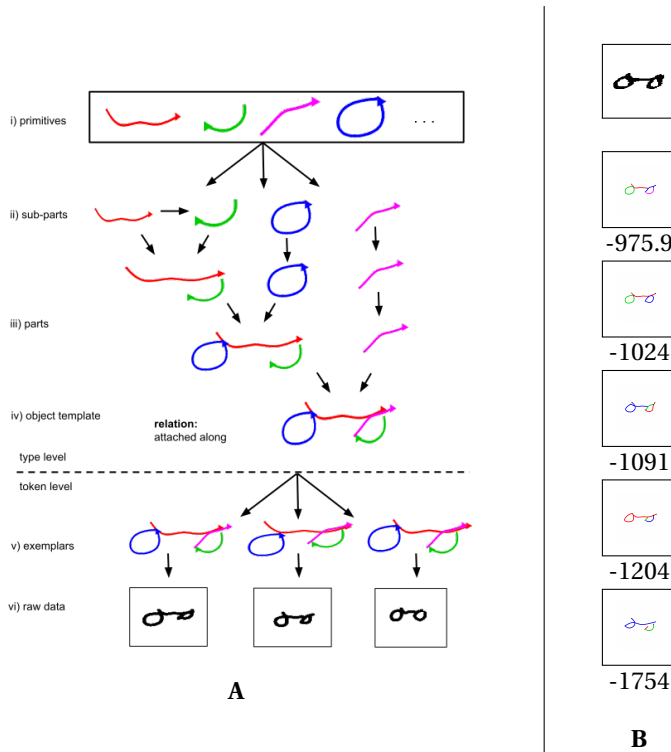 i) primitives
. . .
ii) sub-parts
iii) parts
iv) object template
relation:
attached along
type level
token level
v) exemplars
vi) raw data
A
-975.9
-1024
-1091
-1204
-1754
B